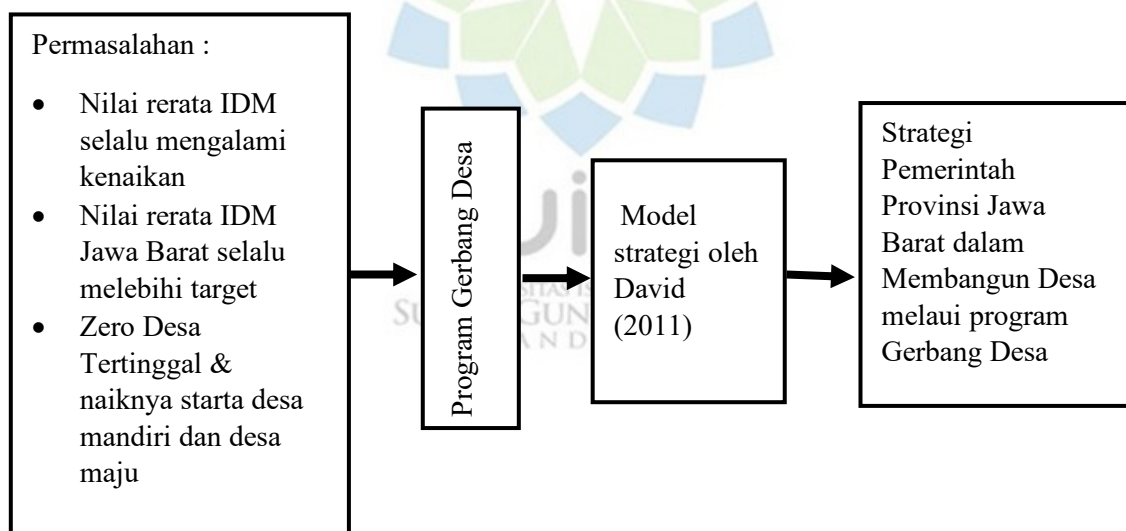 Permasalahan :
• Nilai rerata IDM
selalu mengalami
kenaikan
• Nilai rerata IDM
Jawa Barat selalu
melebihi target
• Zero Desa
Tertinggal &
naiknya starta desa
mandiri dan desa
maju
Program Gerbang Desa
Model
strategi oleh
David
(2011)
Strategi
Pemerintah
Provinsi Jawa
Barat dalam
Membangun Desa
melaui program
Gerbang Desa